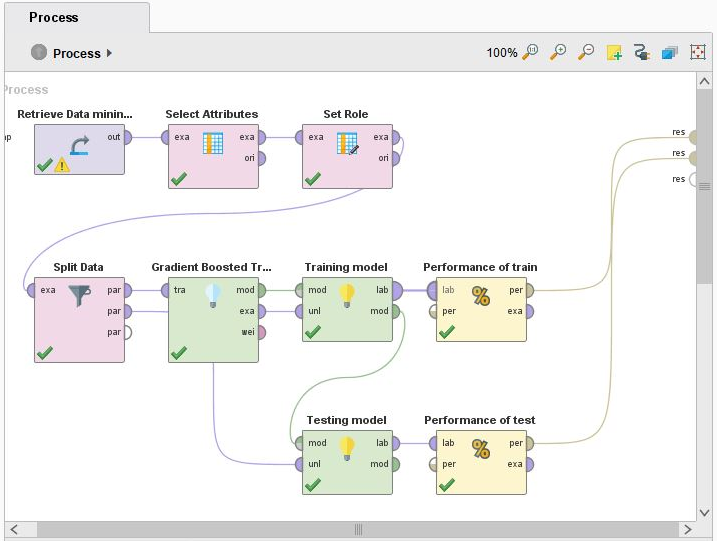 Process
Process
100%
Process
Retrieve Data minin...
Select Attributes
Set Role
out
exa
exa
ori
exa
exa
ori
res
res
res
Split Data
Gradient Boosted Tr...
Training model
Performance of train
exa
par
par
par
tra
mod
exa
wei
mod
lab
unl
mod
lab
per
per
exa
Testing model
Performance of test
mod
lab
unl
mod
lab
per
per
exa